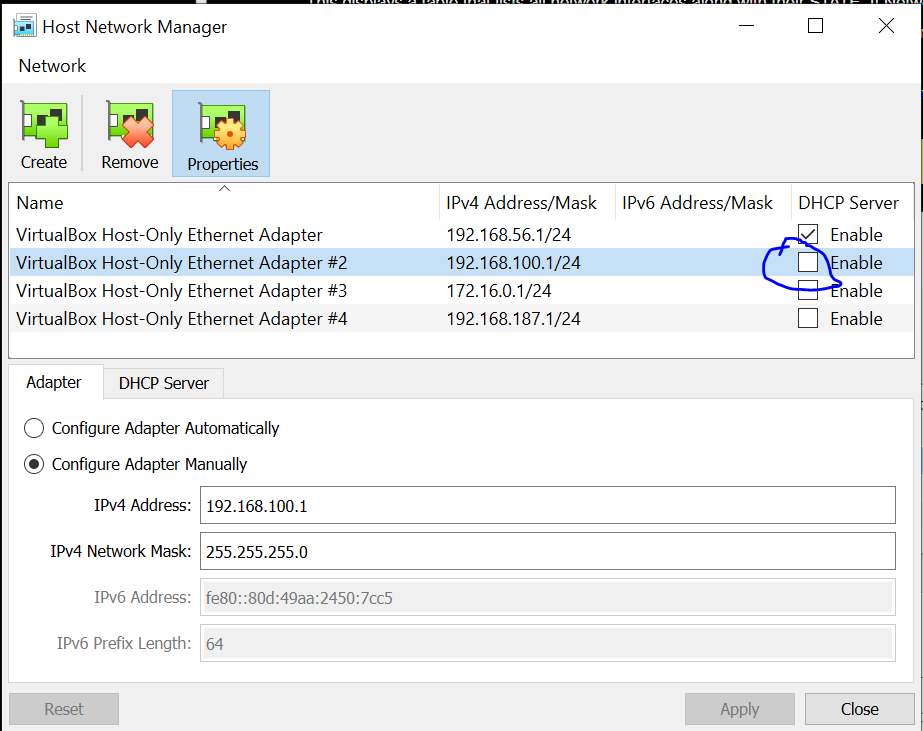 Host Network Manager
Network
Create Remove Properties
Name IPv4 Address/Mask IPv6 Address/Mask DHCP Server
VirtualBox Host-Only Ethernet Adapter 192.168.56.1/24 Enable
VirtualBox Host-Only Ethernet Adapter #2 192.168.100.1/24 Enable
VirtualBox Host-Only Ethernet Adapter #3 172.16.0.1/24 Enable
VirtualBox Host-Only Ethernet Adapter #4 192.168.187.1/24 Enable
Adapter DHCP Server
Configure Adapter Automatically
Configure Adapter Manually
IPv4 Address: 192.168.100.1
IPv4 Network Mask: 255.255.255.0
IPv6 Address: fe80::80d:49aa:2450:7cc5
IPv6 Prefix Length: 64
Reset Apply Close